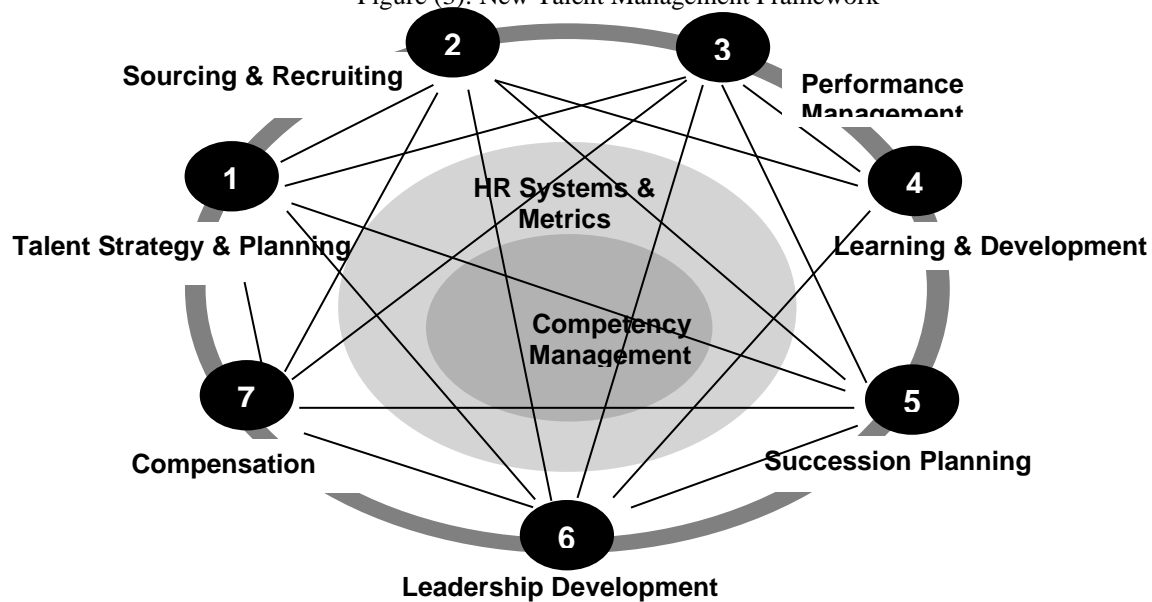 Figure (3): New Talent Management Framework
2
3
Sourcing & Recruiting
Performance
Management
1
4
HR Systems &
Metrics
Talent Strategy & Planning
Learning & Development
Competency
Management
7
5
Compensation
Succession Planning
6
Leadership Development